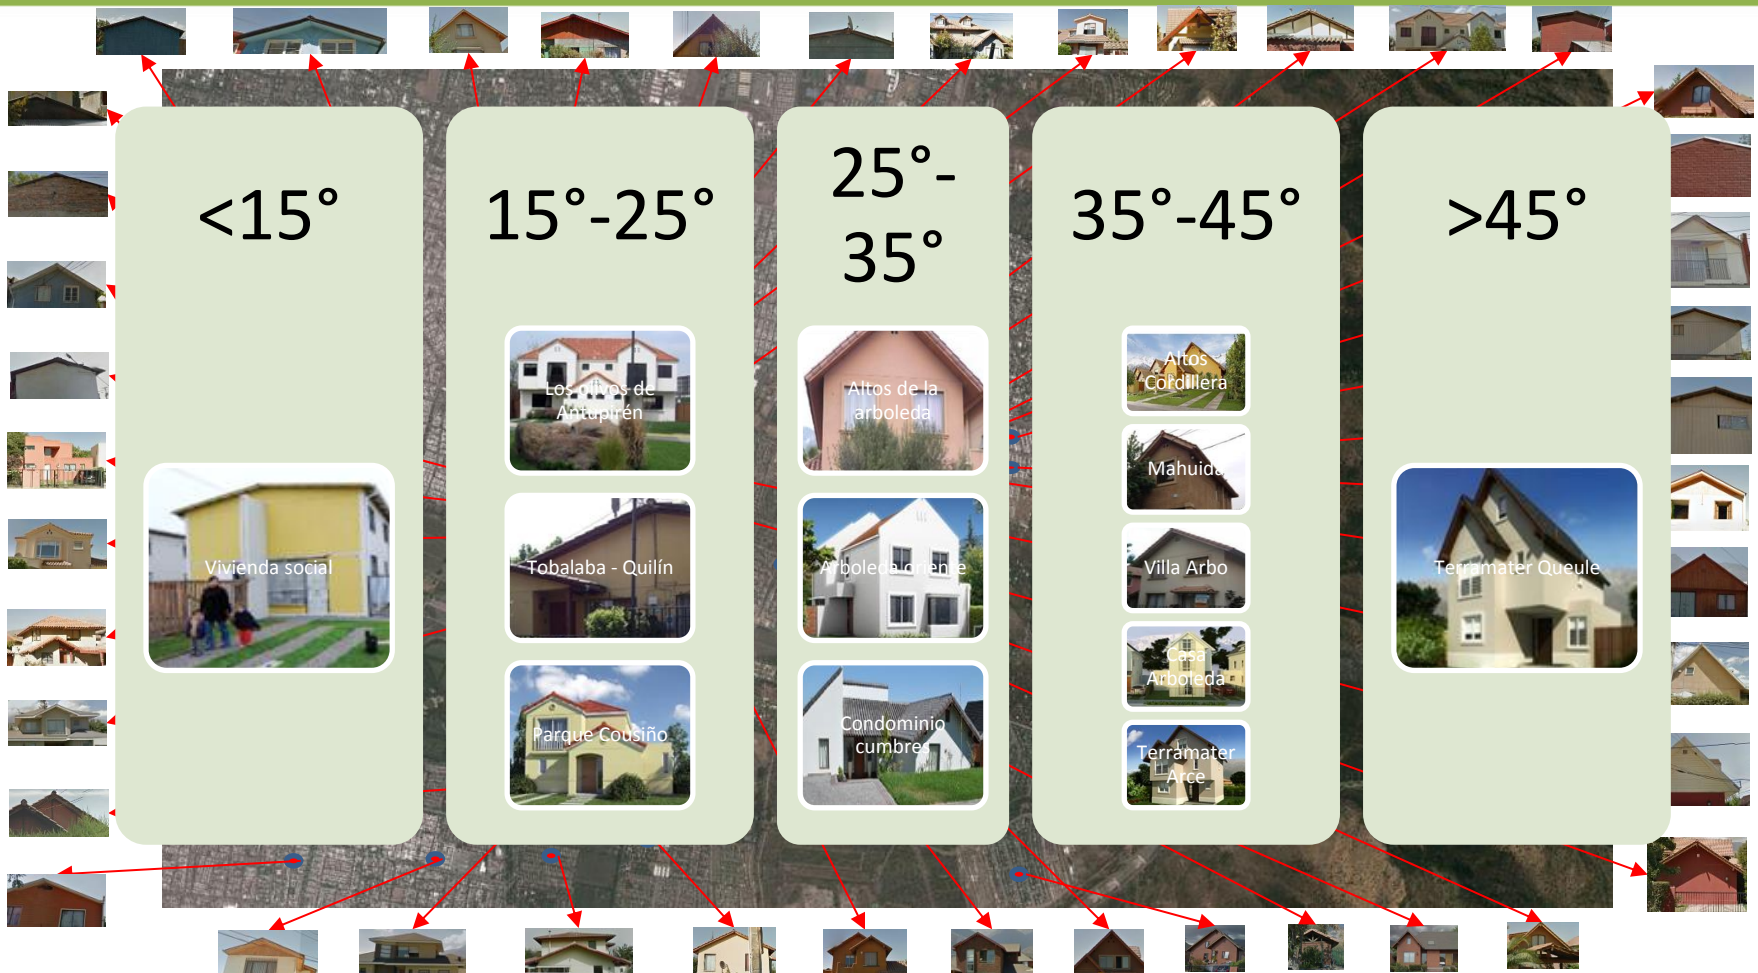 <15°
Vivienda social
15°-25°
Los olivos de
Antupirén
Tobalaba - Quilín
Parque Cousiño
25°-
35°
Altos de la
arboleda
Arboleda oriente
Condominio
cumbres
35°-45°
Altos
Cordillera
Mahuida
Villa Arbo
Casa
Arboleda
Terramater
Arce
>45°
Terramater Queule